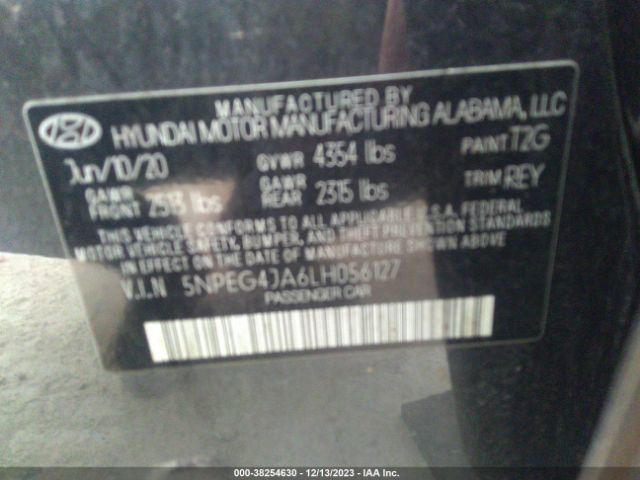 MANUFACTURED BY
HYUNDAI MOTOR MANUFACTURING ALABAMA, LLC
Jun/10/20 GVWR 4354 lbs PAINT T2G
GAWR FRONT 2513 lbs GAWR REAR 2315 lbs TRIM REY
THIS VEHICLE CONFORMS TO ALL APPLICABLE U.S.A. FEDERAL
MOTOR VEHICLE SAFETY, BUMPER, AND THEFT PREVENTION STANDARDS
IN EFFECT ON THE DATE OF MANUFACTURE SHOWN ABOVE
V.I.N 5NPEG4JA6LH056127
PASSENGER CAR
000-38254630 - 12/13/2023 - IAA Inc.